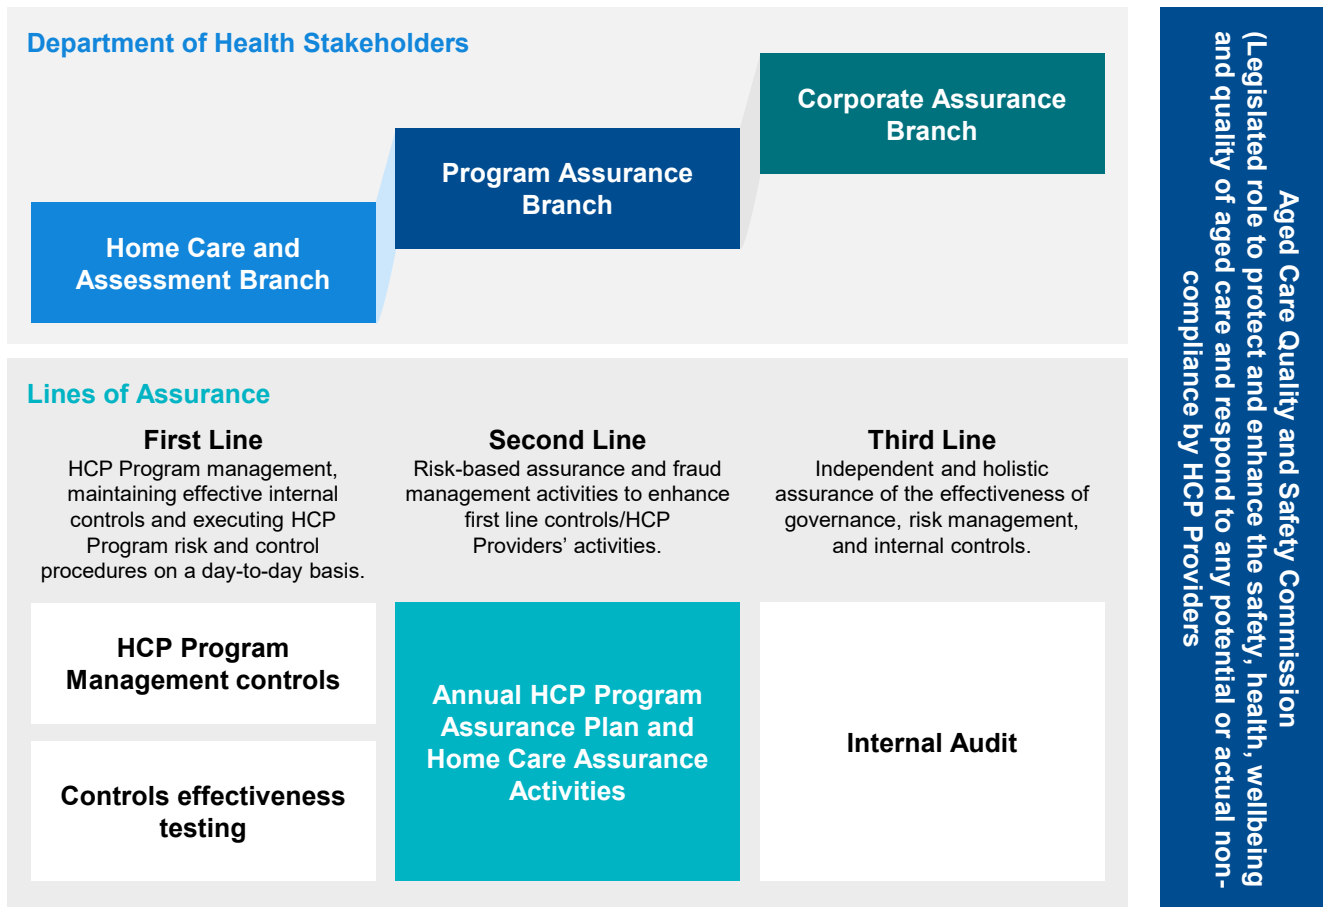 Department of Health Stakeholders
Home Care and
Assessment Branch
Program Assurance
Branch
Corporate Assurance
Branch
Lines of Assurance
First Line
HCP Program management,
maintaining effective internal
controls and executing HCP
Program risk and control
procedures on a day-to-day basis.
HCP Program
Management controls
Controls effectiveness
testing
Second Line
Risk-based assurance and fraud
management activities to enhance
first line controls/HCP
Providers’ activities.
Annual HCP Program
Assurance Plan and
Home Care Assurance
Activities
Third Line
Independent and holistic
assurance of the effectiveness of
governance, risk management,
and internal controls.
Internal Audit
Aged Care Quality and Safety Commission
(Legislated role to protect and enhance the safety, health, wellbeing
and quality of aged care and respond to any potential or actual non-
compliance by HCP Providers